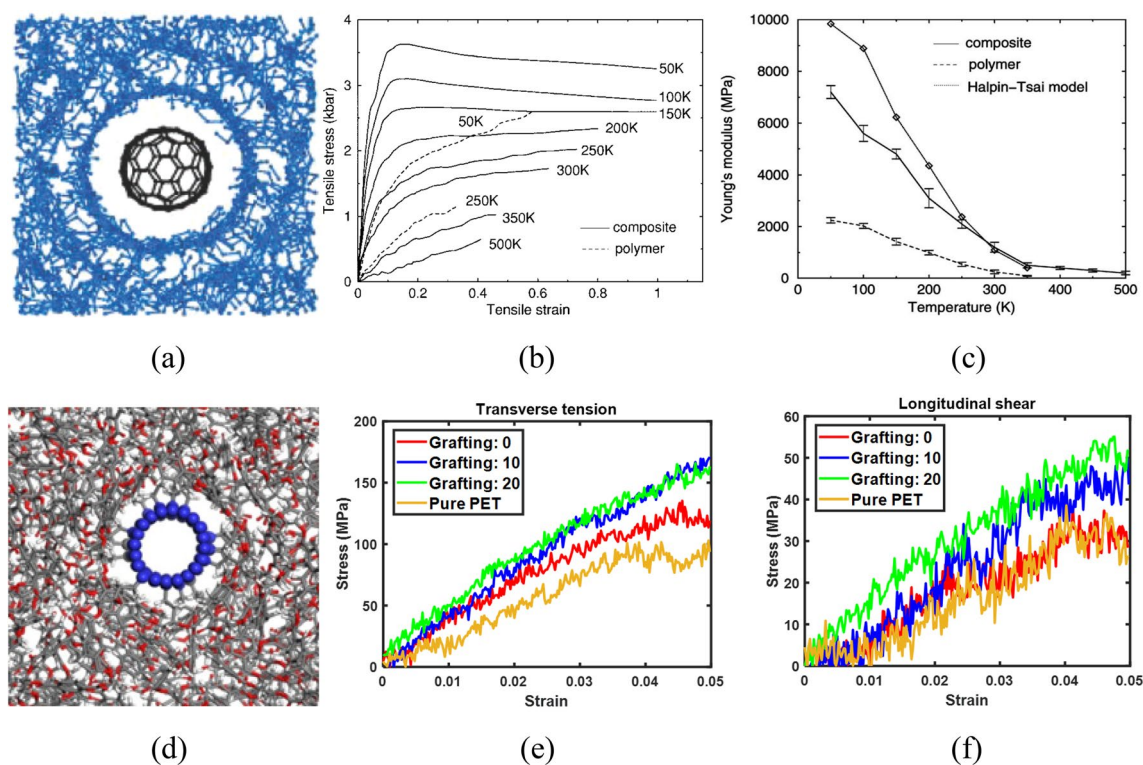 4
3
2
1
0
Tensile stress (kbar)
50K
100K
150K
50K
200K
250K
300K
250K
350K
500K
composite
polymer
0 0.2 0.4 0.6 0.8 1
Tensile strain
10000
8000
6000
4000
2000
0
Young's modulus (MPa)
composite
polymer
Halpin-Tsai model
0 50 100 150 200 250 300 350 400 450 500
Temperature (K)
(a)
(b)
(c)
Transverse tension
200
150
100
50
0
Stress (MPa)
Grafting: 0
Grafting: 10
Grafting: 20
Pure PET
0 0.01 0.02 0.03 0.04 0.05
Strain
Longitudinal shear
60
50
40
30
20
10
0
Stress (MPa)
Grafting: 0
Grafting: 10
Grafting: 20
Pure PET
0 0.01 0.02 0.03 0.04 0.05
Strain
(d)
(e)
(f)